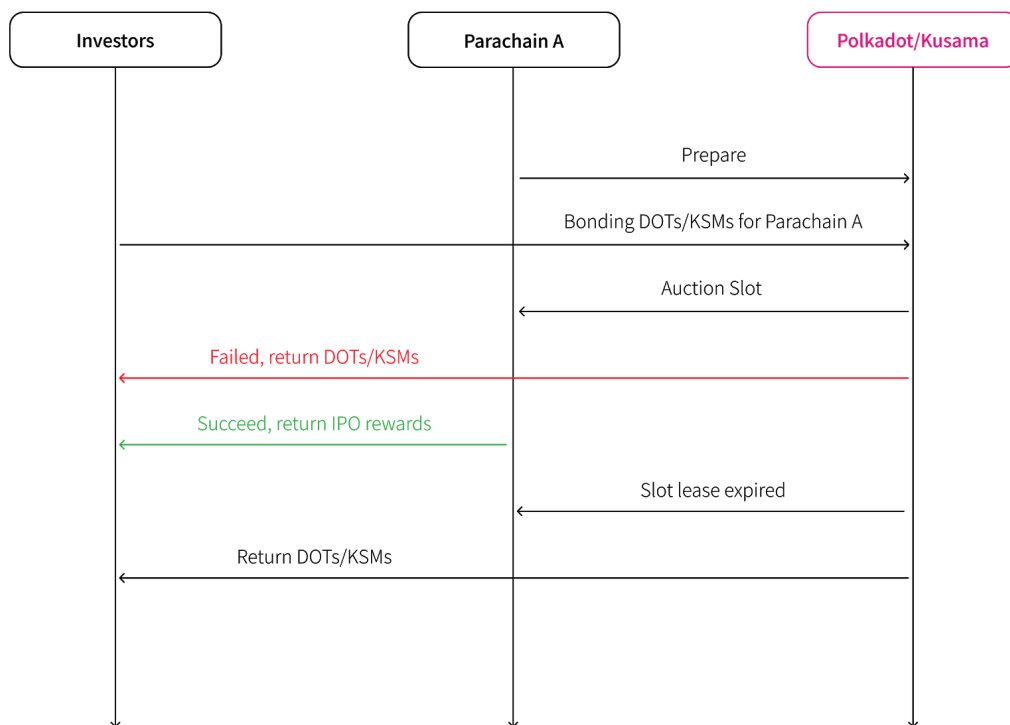 Investors
Parachain A
Polkadot/Kusama
Prepare
Bonding DOTs/KSMs for Parachain A
Auction Slot
Failed, return DOTs/KSMs
Succeed, return IPO rewards
Slot lease expired
Return DOTs/KSMs